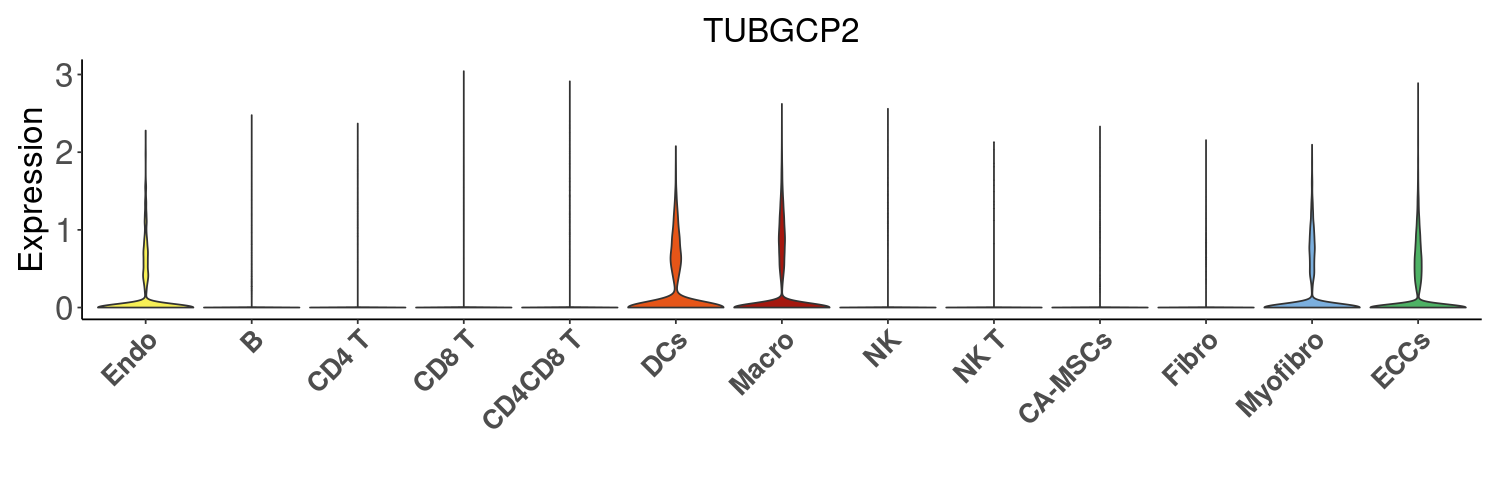 TUBGCP2
Expression
3
2
1
0
Endo
B
CD4 T
CD8 T
CD4CD8 T
DCs
Macro
NK
NK T
CA-MSCs
Fibro
Myofibro
ECCs